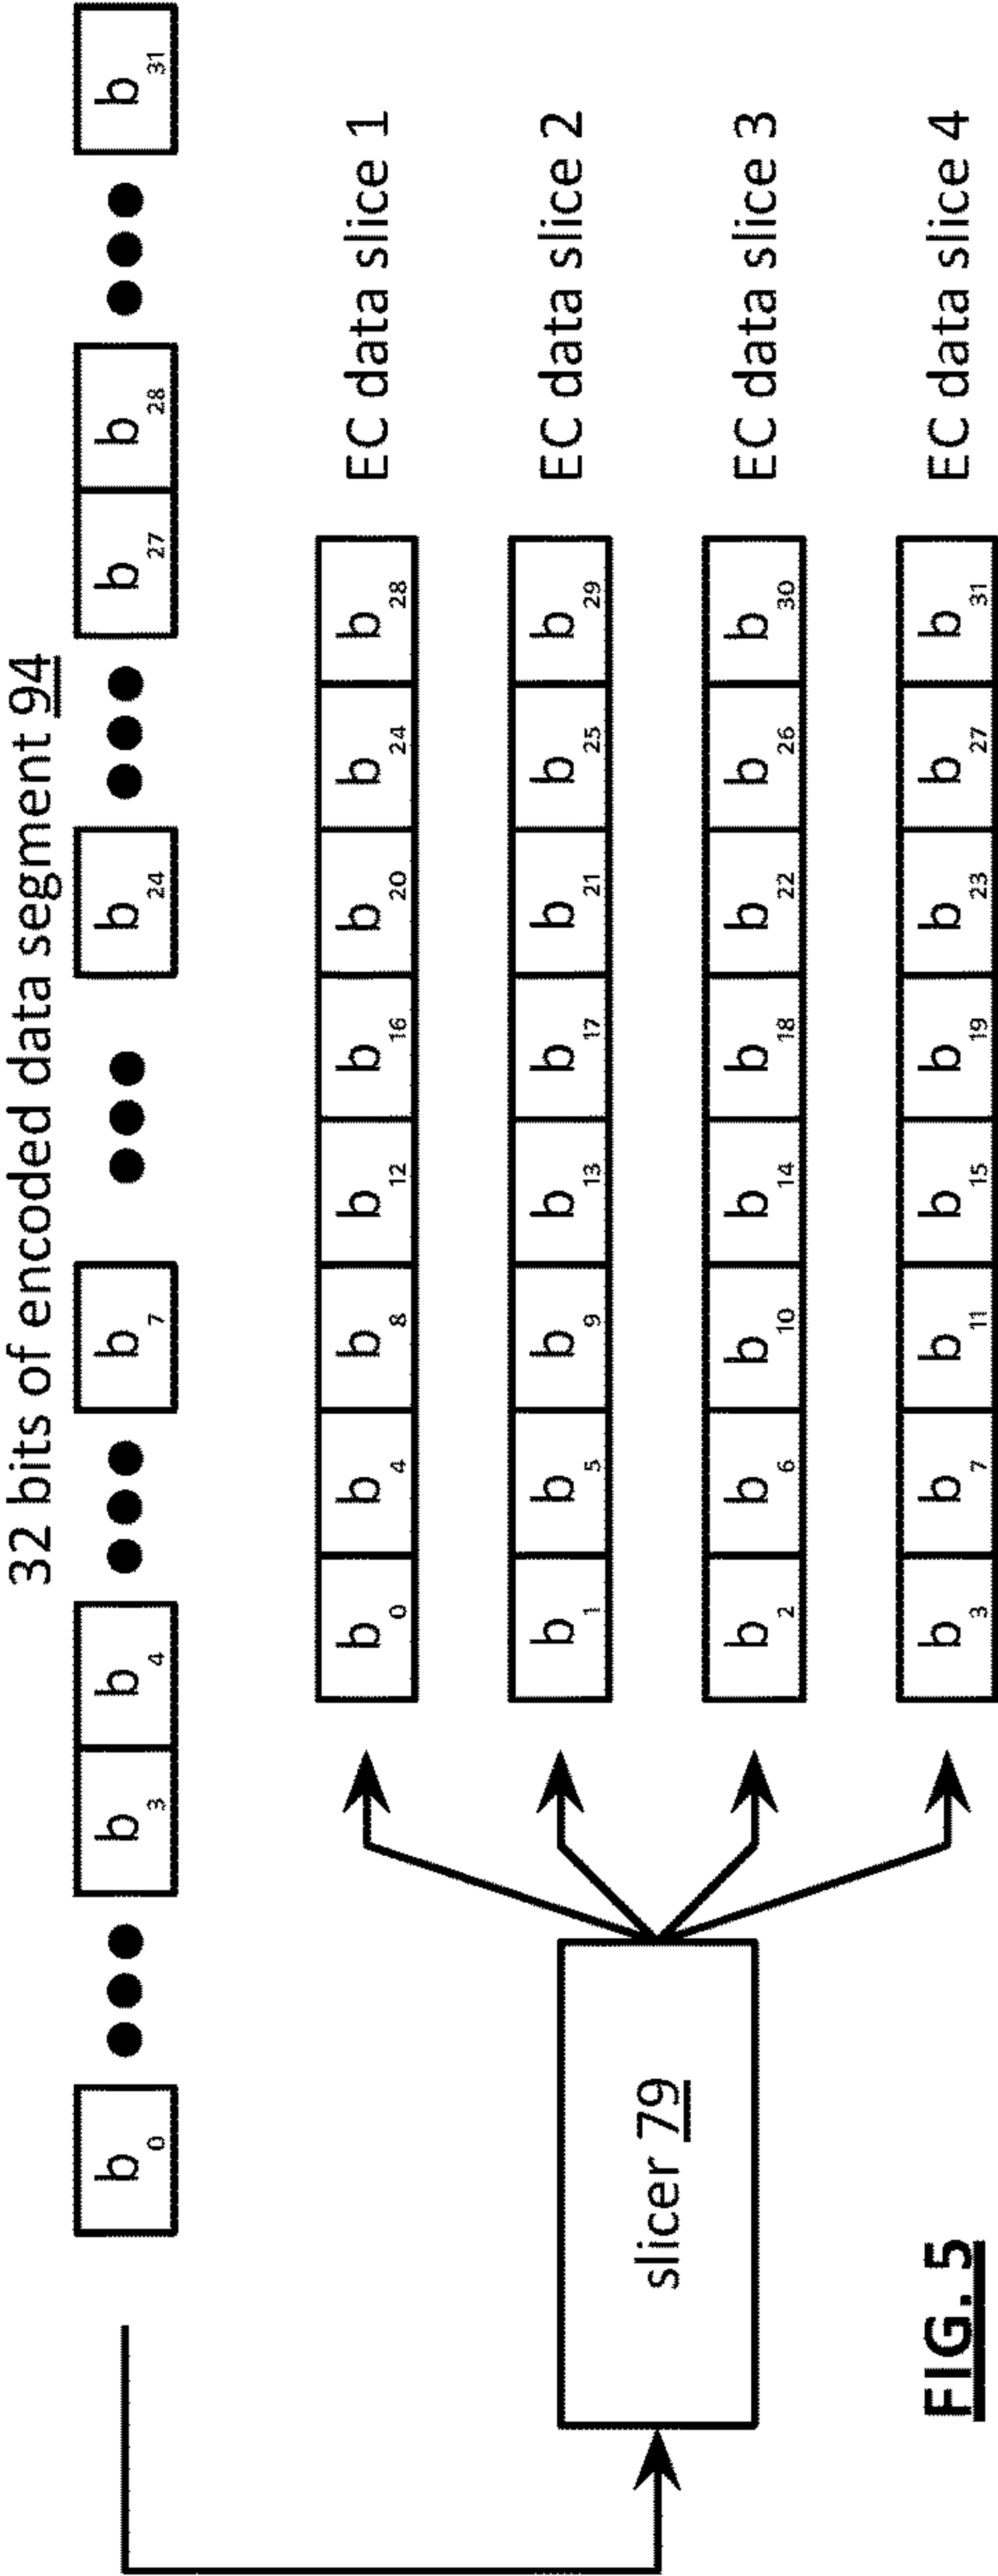 32 bits of encoded data segment 94
b0 ●●● b3 b4 ●●● b7 ●●● b24 ●●● b27 b28 ●●● b31
b0 b4 b8 b12 b16 b20 b24 b28 EC data slice 1
b1 b5 b9 b13 b17 b21 b25 b29 EC data slice 2
slicer 79
b2 b6 b10 b14 b18 b22 b26 b30 EC data slice 3
b3 b7 b11 b15 b19 b23 b27 b31 EC data slice 4
FIG. 5